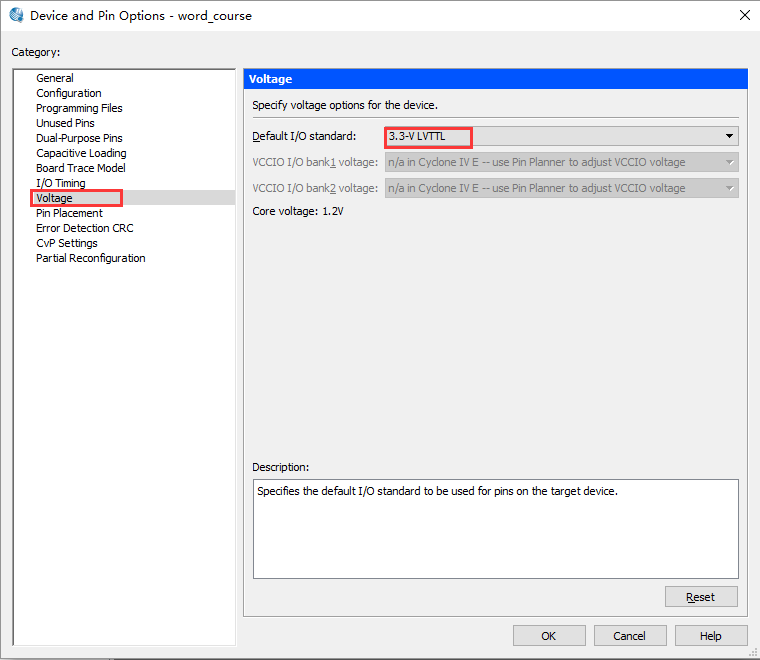 Device and Pin Options - word_course
Category:
General
Configuration
Programming Files
Unused Pins
Dual-Purpose Pins
Capacitive Loading
Board Trace Model
I/O Timing
Voltage
Pin Placement
Error Detection CRC
CvP Settings
Partial Reconfiguration
Voltage
Specify voltage options for the device.
Default I/O standard: 3.3-V LVTTL
VCCIO I/O bank1 voltage: n/a in Cyclone IV E -- use Pin Planner to adjust VCCIO voltage
VCCIO I/O bank2 voltage: n/a in Cyclone IV E -- use Pin Planner to adjust VCCIO voltage
Core voltage: 1.2V
Description:
Specifies the default I/O standard to be used for pins on the target device.
Reset
OK Cancel Help